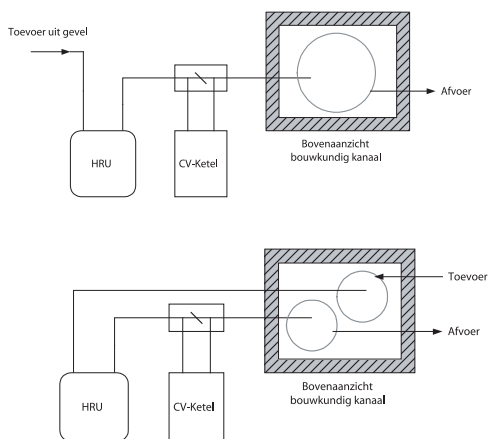 Toevoer uit gevel
HRU
CV-Ketel
Afvoer
Bovenaanzicht
bouwkundig kanaal
Toevoer
Afvoer
HRU
CV-Ketel
Bovenaanzicht
bouwkundig kanaal